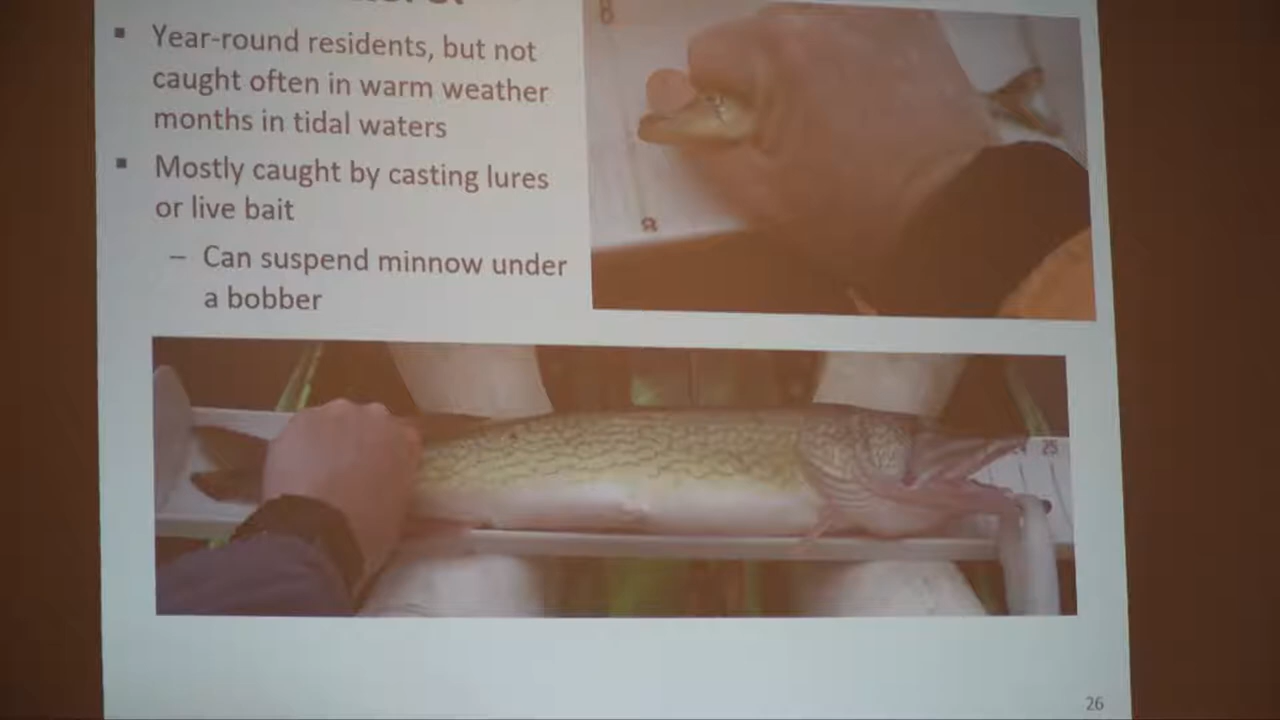 ▪ Year-round residents, but not
caught often in warm weather
months in tidal waters
▪ Mostly caught by casting lures
or live bait
– Can suspend minnow under
a bobber
8
25
26